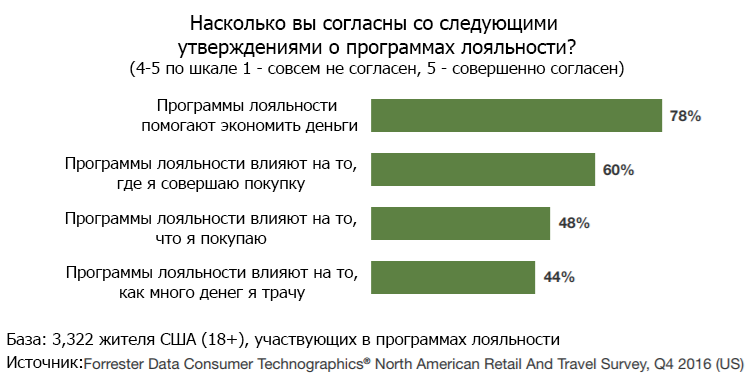 Насколько вы согласны со следующими
утверждениями о программах лояльности?
(4-5 по шкале 1 - совсем не согласен, 5 - совершенно согласен)
Программы лояльности
помогают экономить деньги
78%
Программы лояльности влияют на то,
где я совершаю покупку
60%
Программы лояльности влияют на то,
что я покупаю
48%
Программы лояльности влияют на то,
как много денег я трачу
44%
База: 3,322 жителя США (18+), участвующих в программах лояльности
Источник:Forrester Data Consumer Technographics® North American Retail And Travel Survey, Q4 2016 (US)